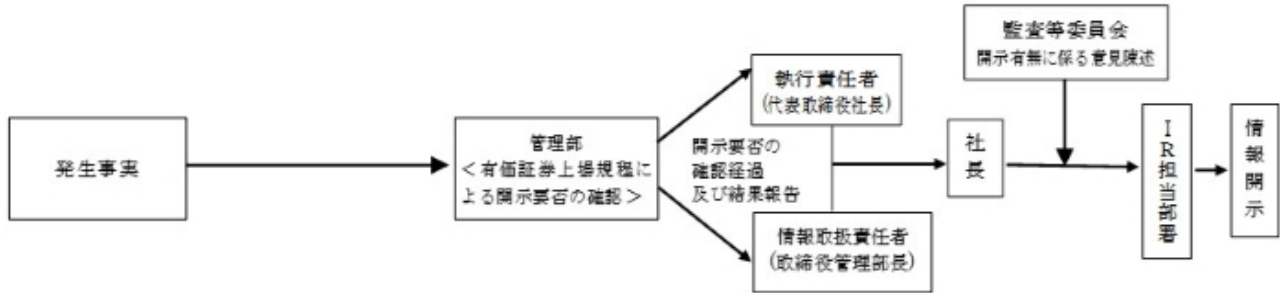 発生事実
管理部
＜有価証券上場規程に
よる開示要否の確認＞
執行責任者
(代表取締役社長)
開示要否の
確認経過
及び結果報告
情報取扱責任者
(取締役管理部長)
社長
監査等委員会
開示有無に係る意見陳述
ＩＲ担当部署
情報開示